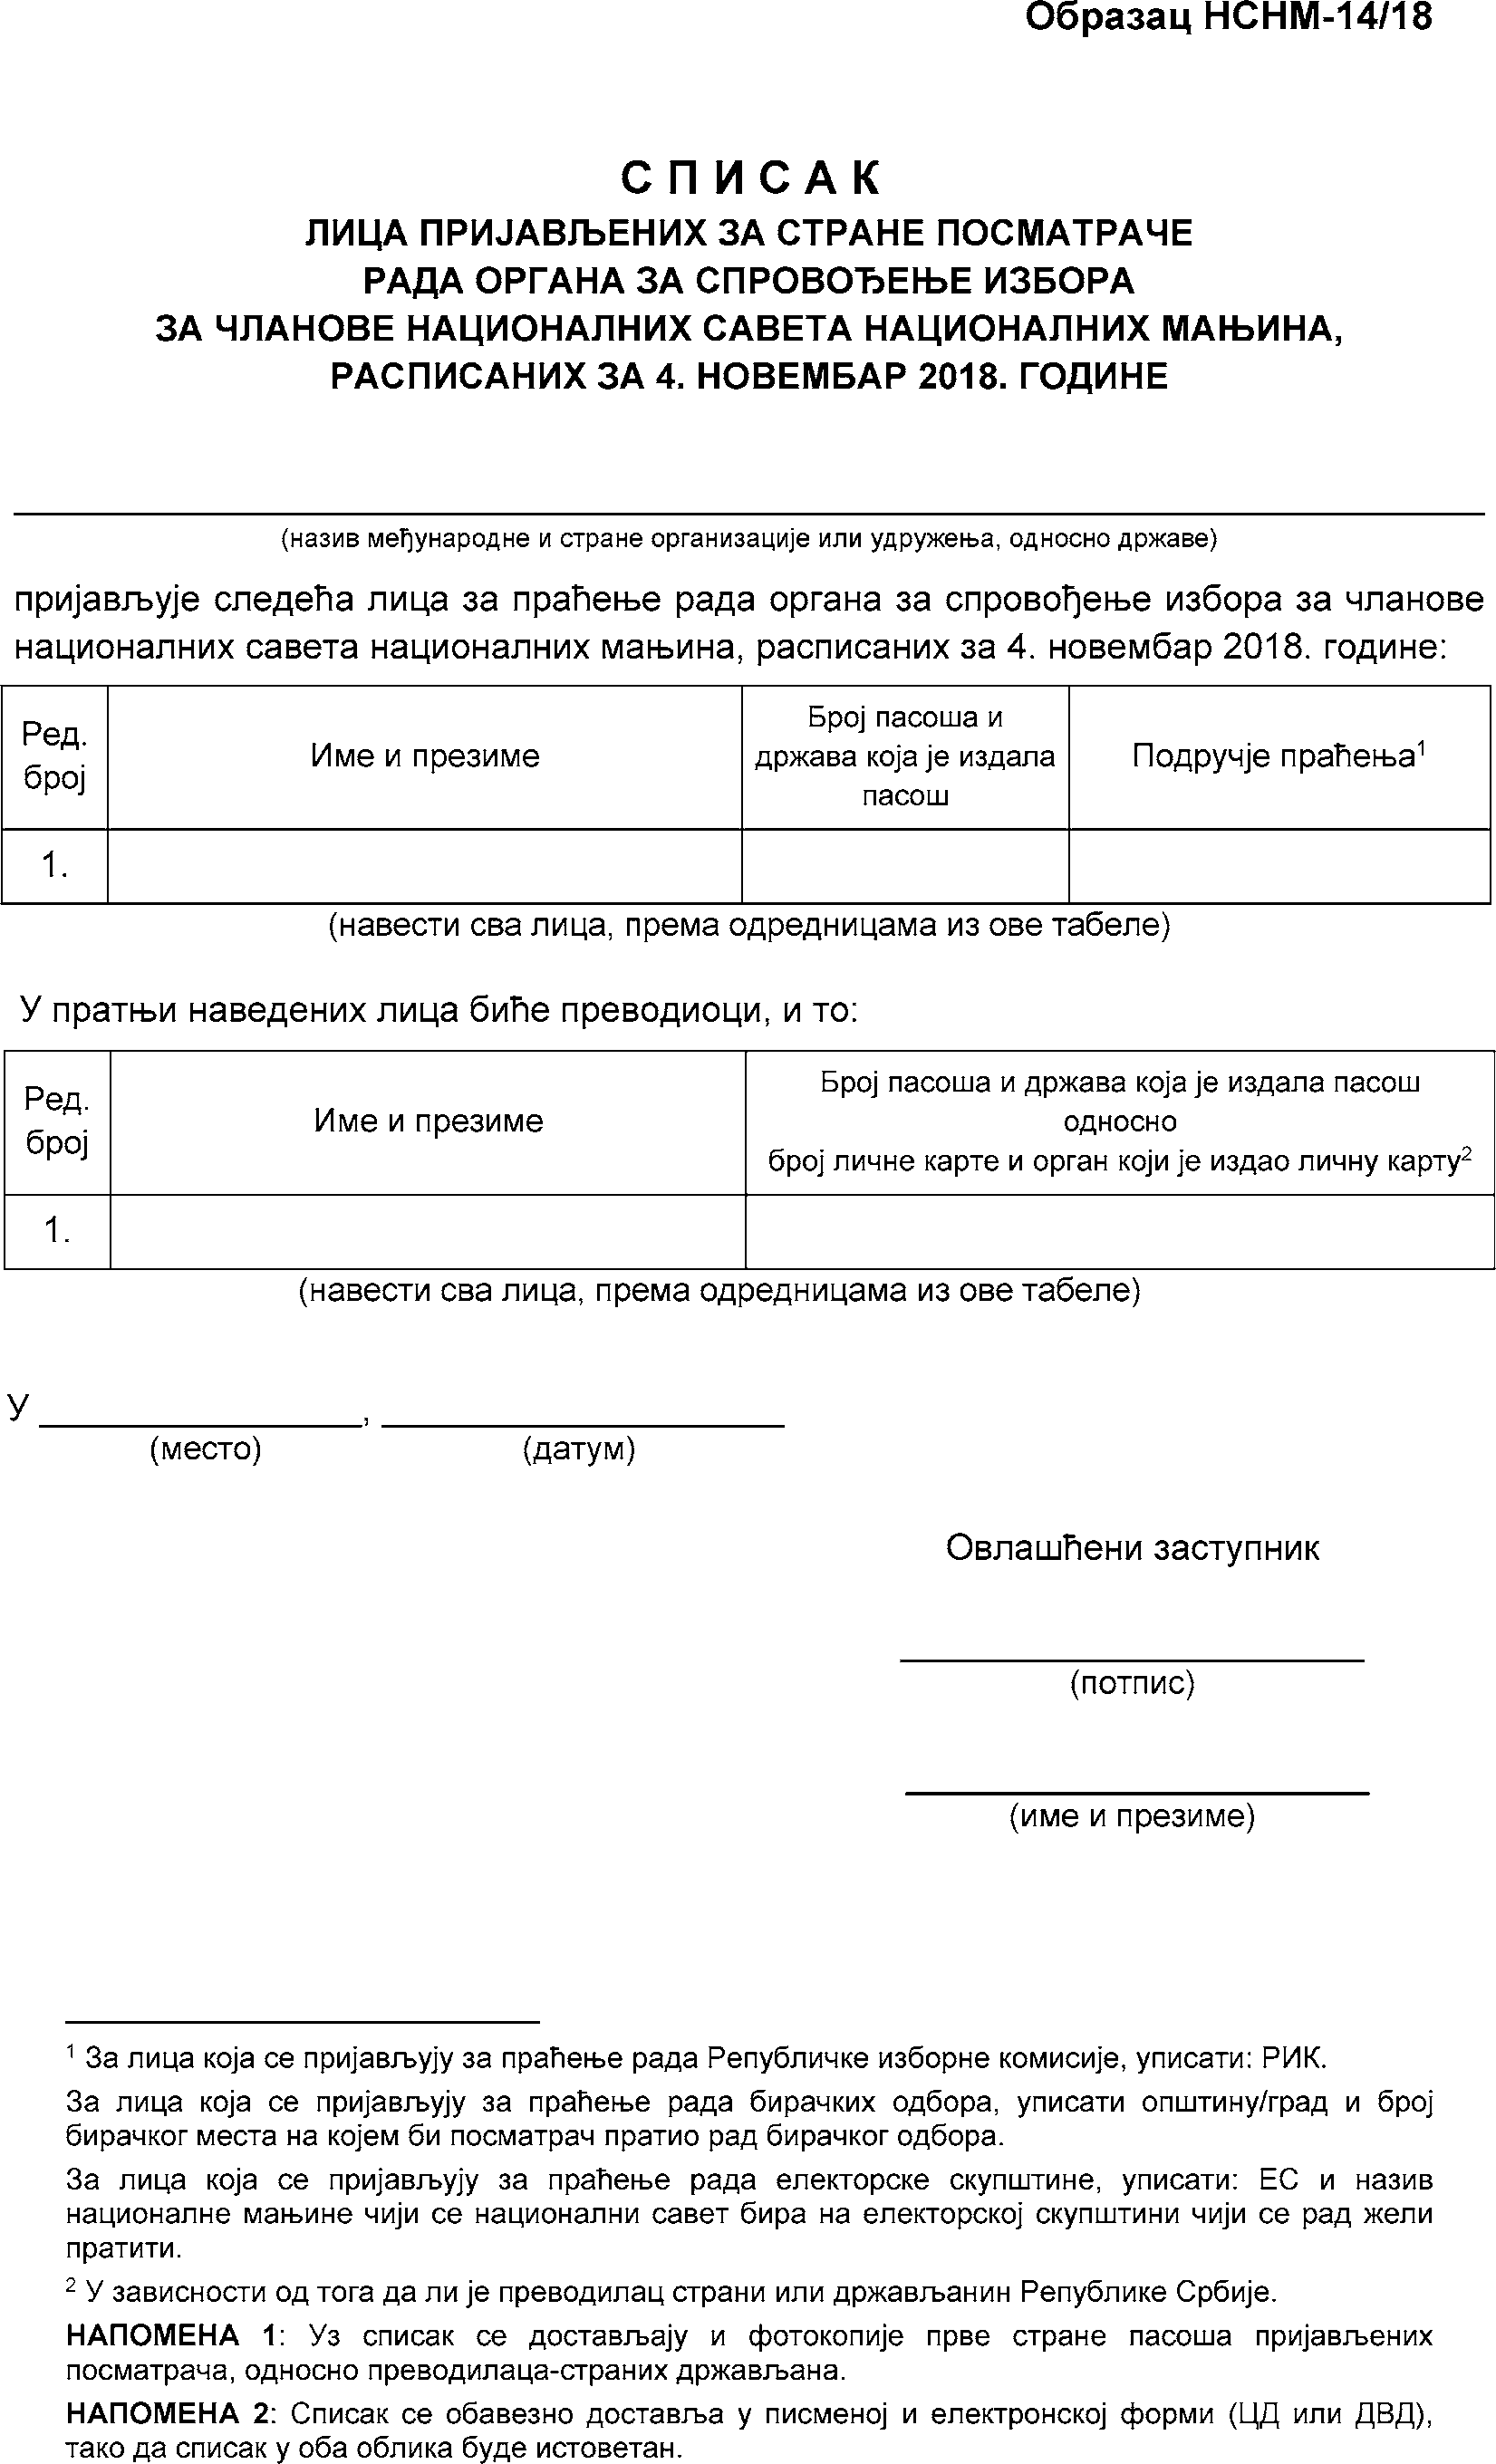 Образац НСНМ-14/18
С П И С А К
ЛИЦА ПРИЈАВЉЕНИХ ЗА СТРАНЕ ПОСМАТРАЧЕ
РАДА ОРГАНА ЗА СПРОВОЂЕЊЕ ИЗБОРА
ЗА ЧЛАНОВЕ НАЦИОНАЛНИХ САВЕТА НАЦИОНАЛНИХ МАЊИНА,
РАСПИСАНИХ ЗА 4. НОВЕМБАР 2018. ГОДИНЕ
(назив међународне и стране организације или удружења, односно државе)
пријављује следећа лица за праћење рада органа за спровођење избора за чланове
националних савета националних мањина, расписаних за 4. новембар 2018. године:
Ред.
број
Име и презиме
Број пасоша и
држава која је издала
пасош
Подручје праћења¹
1.
(навести сва лица, према одредницама из ове табеле)
У пратњи наведених лица биће преводиоци, и то:
Ред.
број
Име и презиме
Број пасоша и држава која је издала пасош
односно
број личне карте и орган који је издао личну карту²
1.
(навести сва лица, према одредницама из ове табеле)
У __________________, ______________________
(место) (датум)
Овлашћени заступник
(потпис)
(име и презиме)
¹ За лица која се пријављују за праћење рада Републичке изборне комисије, уписати: РИК.
За лица која се пријављују за праћење рада бирачких одбора, уписати општину/град и број
бирачког места на којем би посматрач пратио рад бирачког одбора.
За лица која се пријављују за праћење рада електорске скупштине, уписати: ЕС и назив
националне мањине чији се национални савет бира на електорској скупштини чији се рад жели
пратити.
² У зависности од тога да ли је преводилац страни или држављанин Републике Србије.
НАПОМЕНА 1: Уз списак се достављају и фотокопије прве стране пасоша пријављених
посматрача, односно преводилаца-страних држављана.
НАПОМЕНА 2: Списак се обавезно доставља у писменој и електронској форми (ЦД или ДВД),
тако да списак у оба облика буде истоветан.